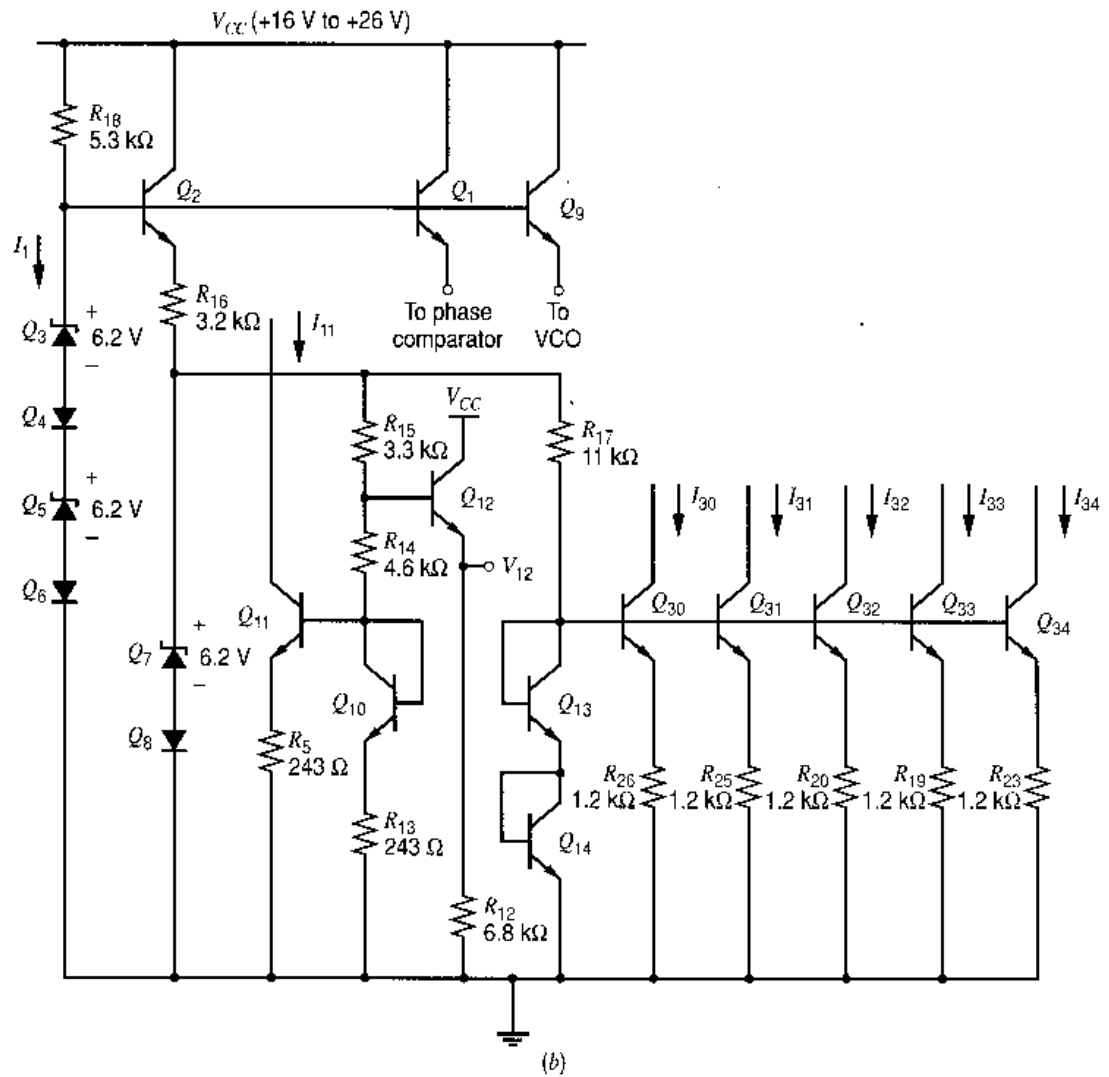 V_CC (+16 V to +26 V)
R_18
5.3 kΩ
Q_2
Q_1
Q_9
I_1
R_16
3.2 kΩ
To phase
comparator
To
VCO
I_11
Q_3
+
6.2 V
−
Q_4
R_15
3.3 kΩ
V_CC
Q_12
R_17
11 kΩ
Q_5
+
6.2 V
−
R_14
4.6 kΩ
V_12
I_30
I_31
I_32
I_33
I_34
Q_6
Q_11
Q_30
Q_31
Q_32
Q_33
Q_34
Q_7
+
6.2 V
−
Q_10
Q_13
Q_8
R_5
243 Ω
R_13
243 Ω
Q_14
R_26
1.2 kΩ
R_25
1.2 kΩ
R_20
1.2 kΩ
R_19
1.2 kΩ
R_23
1.2 kΩ
R_12
6.8 kΩ
(b)